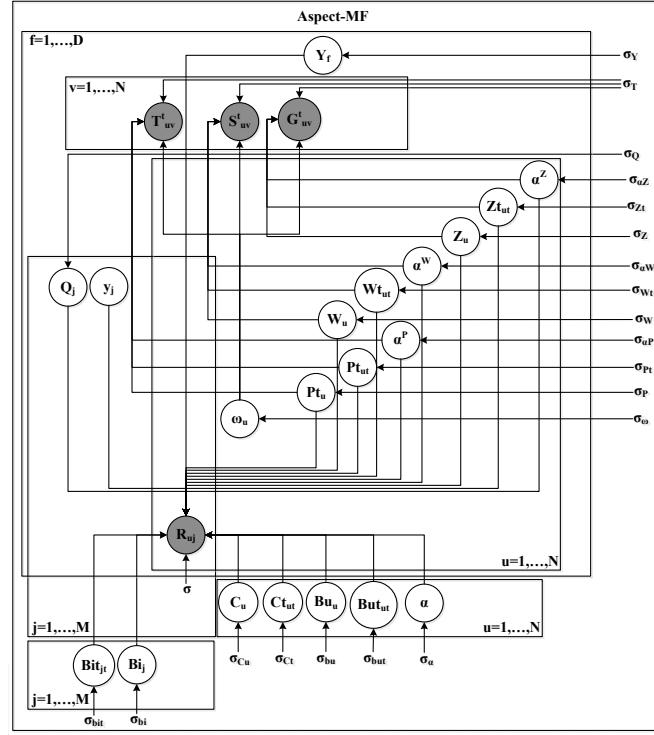 Aspect-MF
f=1,…,D
Y_f
σ_Y
σ_T
v=1,…,N
T^t_uv
S^t_uv
G^t_uv
σ_Q
α^Z
σ_αZ
Zt_ut
σ_Zt
Z_u
σ_Z
α^W
σ_αW
Q_j
y_j
Wt_ut
σ_Wt
W_u
σ_W
α^P
σ_αP
Pt_ut
σ_Pt
Pt_u
σ_P
ω_u
σ_ω
R_uj
u=1,…,N
σ
C_u
Ct_ut
Bu_u
But_ut
α
j=1,…,M
u=1,…,N
σ_Cu
σ_Ct
σ_bu
σ_but
σ_α
Bit_jt
Bi_j
j=1,…,M
σ_bit
σ_bi